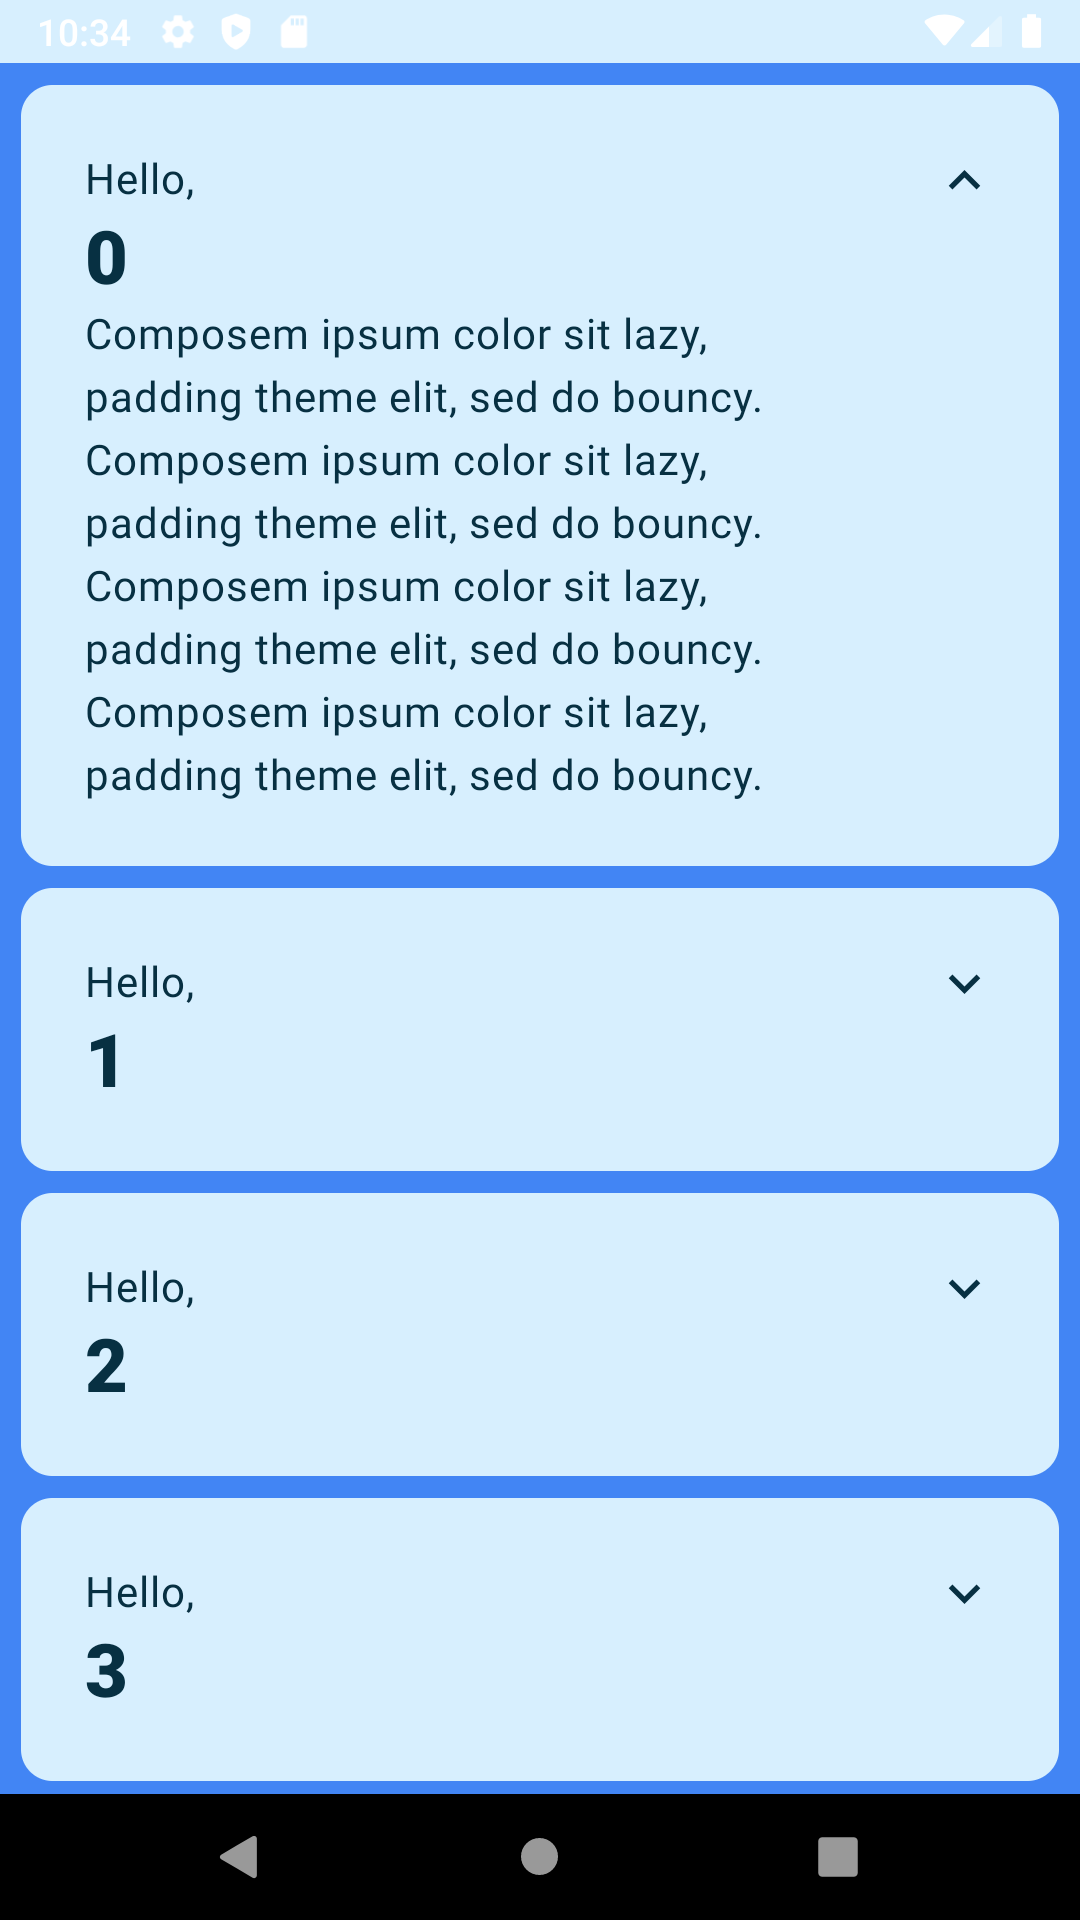 10:34
Hello,
0
Composem ipsum color sit lazy,
padding theme elit, sed do bouncy.
Composem ipsum color sit lazy,
padding theme elit, sed do bouncy.
Composem ipsum color sit lazy,
padding theme elit, sed do bouncy.
Composem ipsum color sit lazy,
padding theme elit, sed do bouncy.
Hello,
1
Hello,
2
Hello,
3